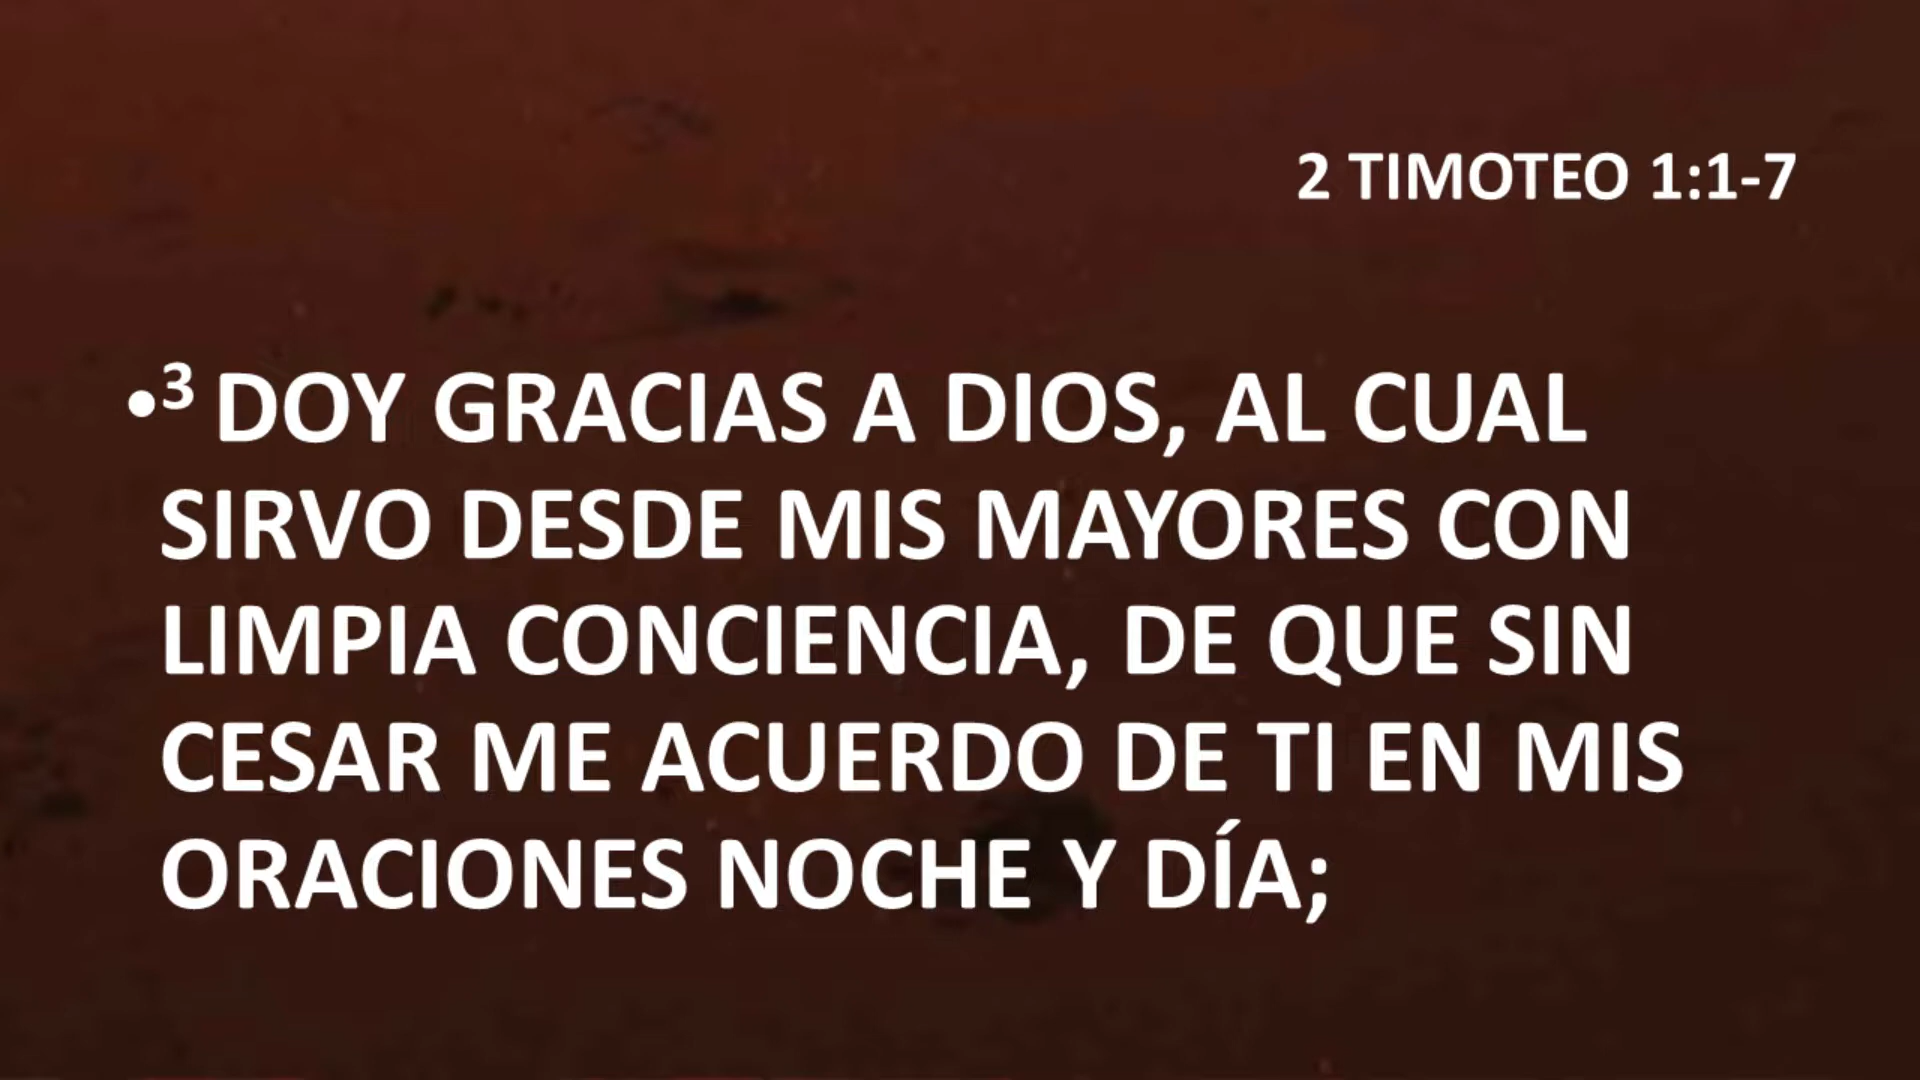 2 TIMOTEO 1:1-7
•³ DOY GRACIAS A DIOS, AL CUAL
SIRVO DESDE MIS MAYORES CON
LIMPIA CONCIENCIA, DE QUE SIN
CESAR ME ACUERDO DE TI EN MIS
ORACIONES NOCHE Y DÍA;